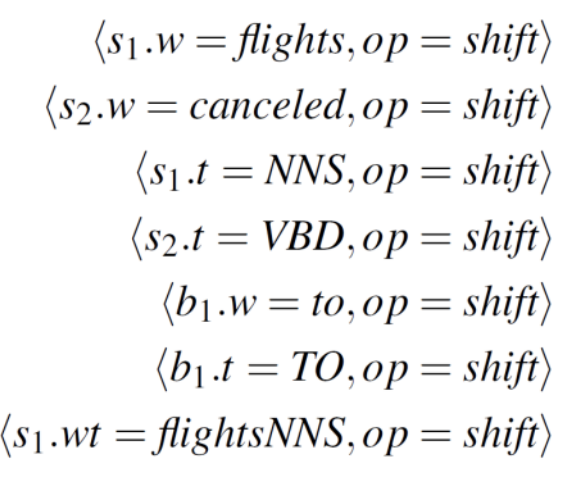 ⟨s₁.w = flights, op = shift⟩
⟨s₂.w = canceled, op = shift⟩
⟨s₁.t = NNS, op = shift⟩
⟨s₂.t = VBD, op = shift⟩
⟨b₁.w = to, op = shift⟩
⟨b₁.t = TO, op = shift⟩
⟨s₁.wt = flightsNNS, op = shift⟩